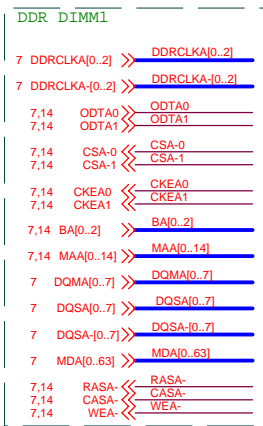 DDR DIMM1
7 DDRCLKA[0..2] DDRCLKA[0..2]
7 DDRCLKA-[0..2] DDRCLKA-[0..2]
7,14 ODTA0 ODTA0
7,14 ODTA1 ODTA1
7,14 CSA-0 CSA-0
7,14 CSA-1 CSA-1
7,14 CKEA0 CKEA0
7,14 CKEA1 CKEA1
7,14 BA[0..2] BA[0..2]
7,14 MAA[0..14] MAA[0..14]
7 DQMA[0..7] DQMA[0..7]
7 DQSA[0..7] DQSA[0..7]
7 DQSA-[0..7] DQSA-[0..7]
7 MDA[0..63] MDA[0..63]
7,14 RASA- RASA-
7,14 CASA- CASA-
7,14 WEA- WEA-